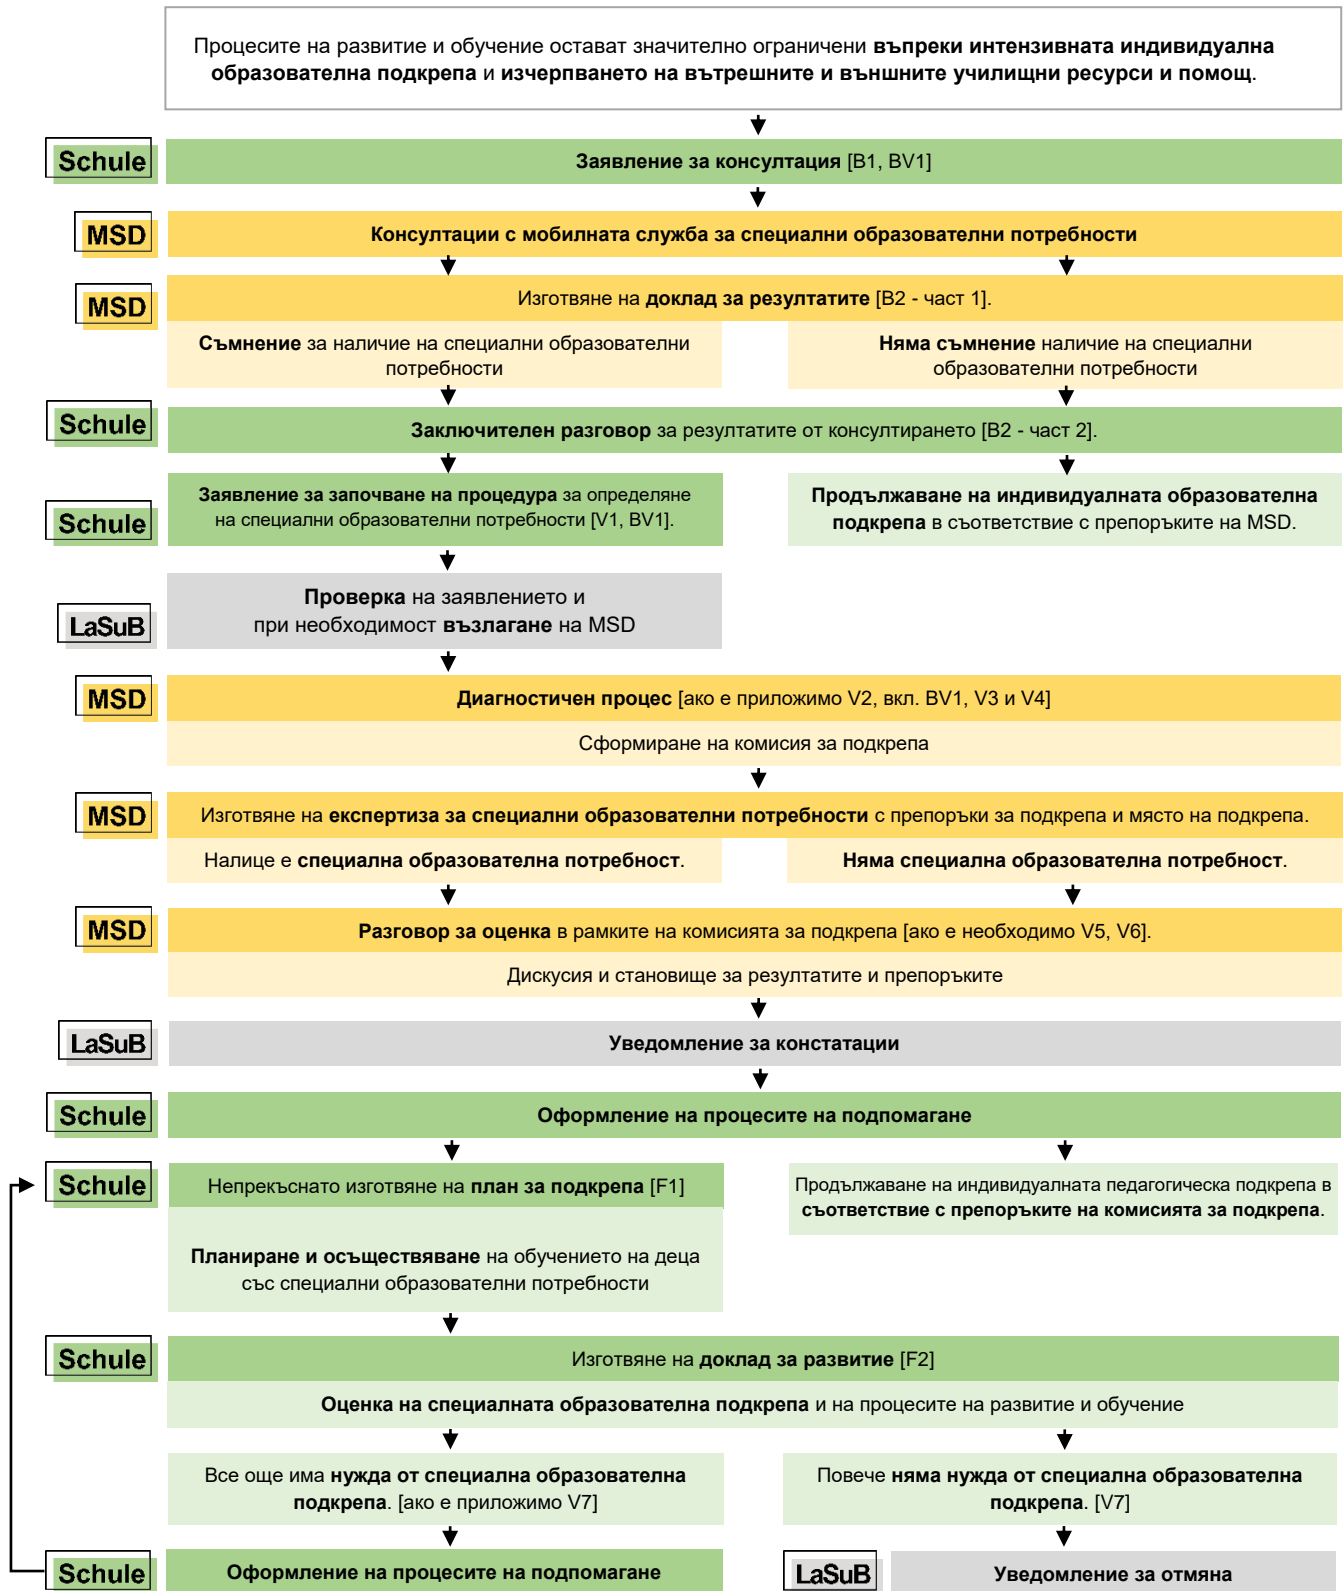 Процесите на развитие и обучение остават значително ограничени въпреки интензивната индивидуална
образователна подкрепа и изчерпването на вътрешните и външните училищни ресурси и помощ.
Schule
Заявление за консултация [B1, BV1]
MSD
Консултации с мобилната служба за специални образователни потребности
MSD
Изготвяне на доклад за резултатите [B2 - част 1].
Съмнение за наличие на специални образователни
потребности
Няма съмнение наличие на специални
образователни потребности
Schule
Заключителен разговор за резултатите от консултирането [B2 - част 2].
Schule
Заявление за започване на процедура за определяне
на специални образователни потребности [V1, BV1].
Продължаване на индивидуалната образователна
подкрепа в съответствие с препоръките на MSD.
LaSuB
Проверка на заявлението и
при необходимост възлагане на MSD
MSD
Диагностичен процес [ако е приложимо V2, вкл. BV1, V3 и V4]
Сформиране на комисия за подкрепа
MSD
Изготвяне на експертиза за специални образователни потребности с препоръки за подкрепа и място на подкрепа.
Налице е специална образователна потребност.
Няма специална образователна потребност.
MSD
Разговор за оценка в рамките на комисията за подкрепа [ако е необходимо V5, V6].
Дискусия и становище за резултатите и препоръките
LaSuB
Уведомление за констатации
Schule
Оформление на процесите на подпомагане
Schule
Непрекъснато изготвяне на план за подкрепа [F1]
Продължаване на индивидуалната педагогическа подкрепа в
съответствие с препоръките на комисията за подкрепа.
Планиране и осъществяване на обучението на деца
със специални образователни потребности
Schule
Изготвяне на доклад за развитие [F2]
Оценка на специалната образователна подкрепа и на процесите на развитие и обучение
Все още има нужда от специална образователна
подкрепа. [ако е приложимо V7]
Повече няма нужда от специална образователна
подкрепа. [V7]
Schule
Оформление на процесите на подпомагане
LaSuB
Уведомление за отмяна